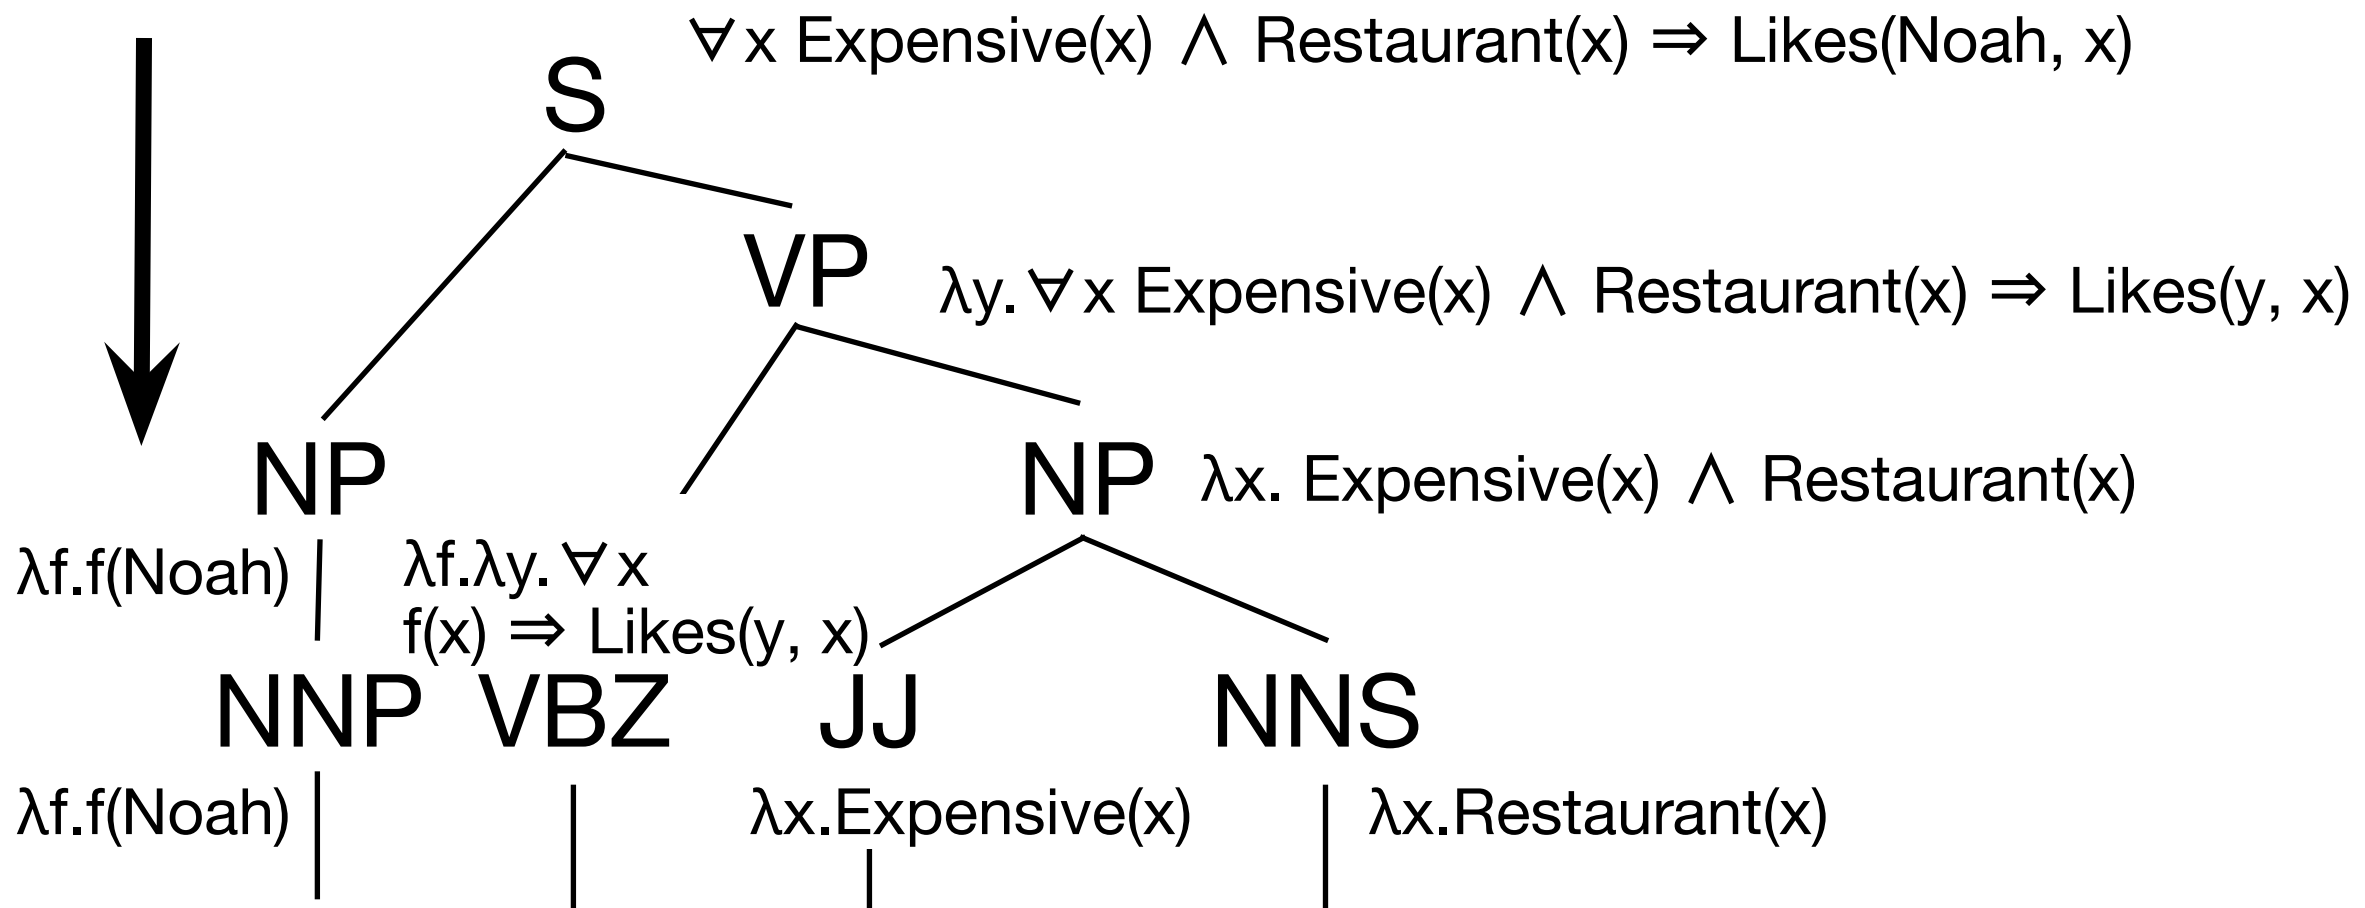 ∀x Expensive(x) ∧ Restaurant(x) ⇒ Likes(Noah, x)
S
VP
λy.∀x Expensive(x) ∧ Restaurant(x) ⇒ Likes(y, x)
NP
NP
λx. Expensive(x) ∧ Restaurant(x)
λf.f(Noah)
λf.λy.∀x
f(x) ⇒ Likes(y, x)
NNP
VBZ
JJ
NNS
λf.f(Noah)
λx.Expensive(x)
λx.Restaurant(x)